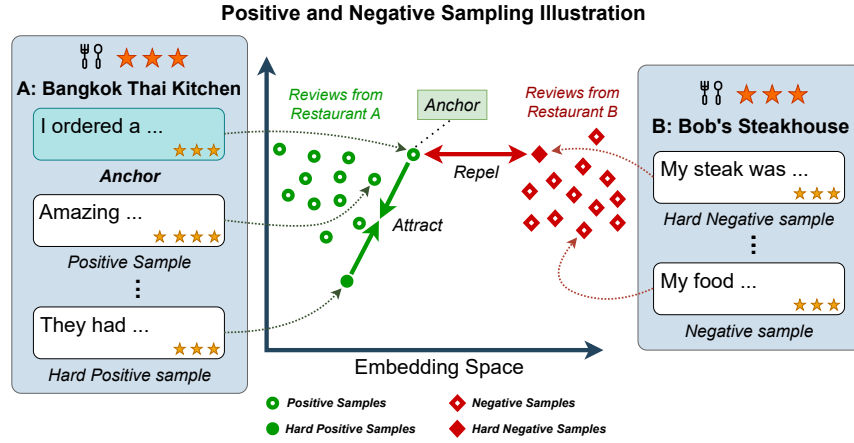 Positive and Negative Sampling Illustration
A: Bangkok Thai Kitchen
I ordered a ...
Anchor
Amazing ...
Positive Sample
They had ...
Hard Positive sample
Reviews from
Restaurant A
Anchor
Reviews from
Restaurant B
Repel
Attract
Embedding Space
B: Bob's Steakhouse
My steak was ...
Hard Negative sample
My food ...
Negative sample
Positive Samples
Negative Samples
Hard Positive Samples
Hard Negative Samples